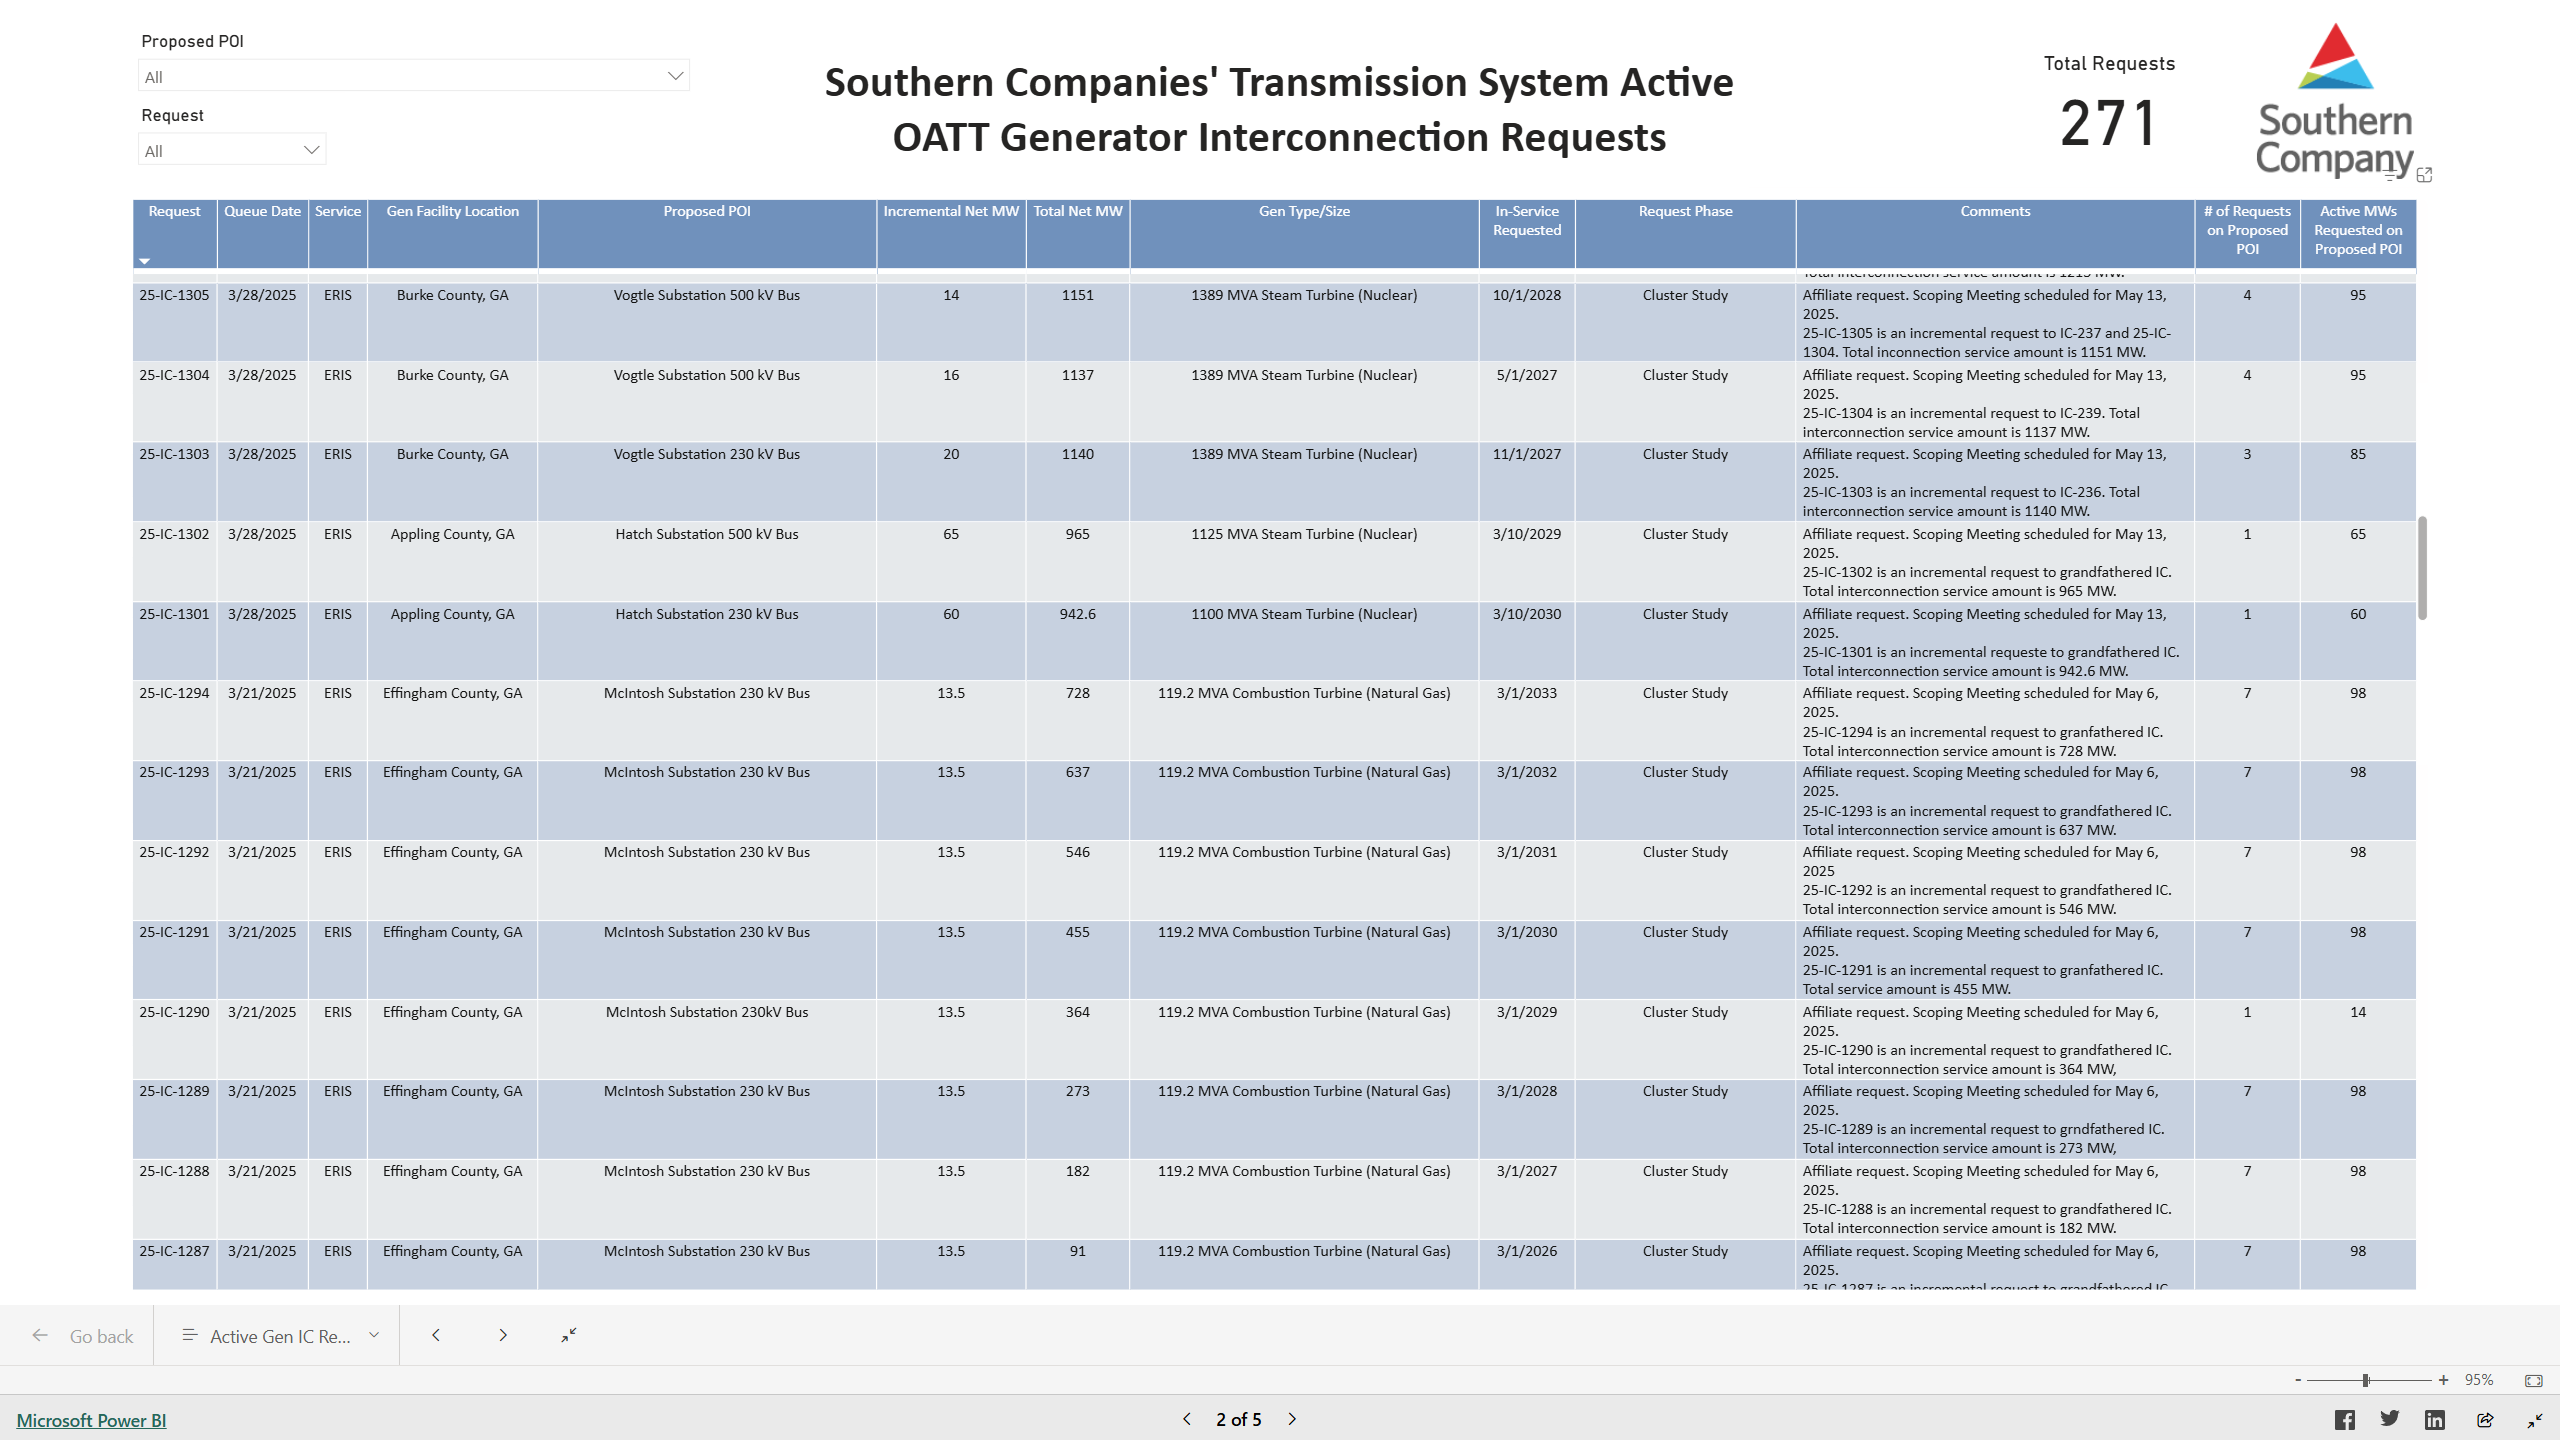 Proposed POI
All
Request
All
Southern Companies' Transmission System Active
OATT Generator Interconnection Requests
Total Requests
271
Southern
Company
Request Queue Date Service Gen Facility Location Proposed POI Incremental Net MW Total Net MW Gen Type/Size In-Service Requested Request Phase Comments # of Requests on Proposed POI Active MWs Requested on Proposed POI
Total interconnection service amount is 1215 MW.
25-IC-1305 3/28/2025 ERIS Burke County, GA Vogtle Substation 500 kV Bus 14 1151 1389 MVA Steam Turbine (Nuclear) 10/1/2028 Cluster Study Affiliate request. Scoping Meeting scheduled for May 13, 4 95
2025.
25-IC-1305 is an incremental request to IC-237 and 25-IC-
1304. Total inconnection service amount is 1151 MW.
25-IC-1304 3/28/2025 ERIS Burke County, GA Vogtle Substation 500 kV Bus 16 1137 1389 MVA Steam Turbine (Nuclear) 5/1/2027 Cluster Study Affiliate request. Scoping Meeting scheduled for May 13, 4 95
2025.
25-IC-1304 is an incremental request to IC-239. Total
interconnection service amount is 1137 MW.
25-IC-1303 3/28/2025 ERIS Burke County, GA Vogtle Substation 230 kV Bus 20 1140 1389 MVA Steam Turbine (Nuclear) 11/1/2027 Cluster Study Affiliate request. Scoping Meeting scheduled for May 13, 3 85
2025.
25-IC-1303 is an incremental request to IC-236. Total
interconnection service amount is 1140 MW.
25-IC-1302 3/28/2025 ERIS Appling County, GA Hatch Substation 500 kV Bus 65 965 1125 MVA Steam Turbine (Nuclear) 3/10/2029 Cluster Study Affiliate request. Scoping Meeting scheduled for May 13, 1 65
2025.
25-IC-1302 is an incremental request to grandfathered IC.
Total interconnection service amount is 965 MW.
25-IC-1301 3/28/2025 ERIS Appling County, GA Hatch Substation 230 kV Bus 60 942.6 1100 MVA Steam Turbine (Nuclear) 3/10/2030 Cluster Study Affiliate request. Scoping Meeting scheduled for May 13, 1 60
2025.
25-IC-1301 is an incremental requeste to grandfathered IC.
Total interconnection service amount is 942.6 MW.
25-IC-1294 3/21/2025 ERIS Effingham County, GA McIntosh Substation 230 kV Bus 13.5 728 119.2 MVA Combustion Turbine (Natural Gas) 3/1/2033 Cluster Study Affiliate request. Scoping Meeting scheduled for May 6, 7 98
2025.
25-IC-1294 is an incremental request to granfathered IC.
Total interconnection service amount is 728 MW.
25-IC-1293 3/21/2025 ERIS Effingham County, GA McIntosh Substation 230 kV Bus 13.5 637 119.2 MVA Combustion Turbine (Natural Gas) 3/1/2032 Cluster Study Affiliate request. Scoping Meeting scheduled for May 6, 7 98
2025.
25-IC-1293 is an incremental request to grandfathered IC.
Total interconnection service amount is 637 MW.
25-IC-1292 3/21/2025 ERIS Effingham County, GA McIntosh Substation 230 kV Bus 13.5 546 119.2 MVA Combustion Turbine (Natural Gas) 3/1/2031 Cluster Study Affiliate request. Scoping Meeting scheduled for May 6, 7 98
2025
25-IC-1292 is an incremental request to grandfathered IC.
Total interconnection service amount is 546 MW.
25-IC-1291 3/21/2025 ERIS Effingham County, GA McIntosh Substation 230 kV Bus 13.5 455 119.2 MVA Combustion Turbine (Natural Gas) 3/1/2030 Cluster Study Affiliate request. Scoping Meeting scheduled for May 6, 7 98
2025.
25-IC-1291 is an incremental request to granfathered IC.
Total service amount is 455 MW.
25-IC-1290 3/21/2025 ERIS Effingham County, GA McIntosh Substation 230kV Bus 13.5 364 119.2 MVA Combustion Turbine (Natural Gas) 3/1/2029 Cluster Study Affiliate request. Scoping Meeting scheduled for May 6, 1 14
2025.
25-IC-1290 is an incremental request to grandfathered IC.
Total interconnection service amount is 364 MW,
25-IC-1289 3/21/2025 ERIS Effingham County, GA McIntosh Substation 230 kV Bus 13.5 273 119.2 MVA Combustion Turbine (Natural Gas) 3/1/2028 Cluster Study Affiliate request. Scoping Meeting scheduled for May 6, 7 98
2025.
25-IC-1289 is an incremental request to grndfathered IC.
Total interconnection service amount is 273 MW,
25-IC-1288 3/21/2025 ERIS Effingham County, GA McIntosh Substation 230 kV Bus 13.5 182 119.2 MVA Combustion Turbine (Natural Gas) 3/1/2027 Cluster Study Affiliate request. Scoping Meeting scheduled for May 6, 7 98
2025.
25-IC-1288 is an incremental request to grandfathered IC.
Total interconnection service amount is 182 MW.
25-IC-1287 3/21/2025 ERIS Effingham County, GA McIntosh Substation 230 kV Bus 13.5 91 119.2 MVA Combustion Turbine (Natural Gas) 3/1/2026 Cluster Study Affiliate request. Scoping Meeting scheduled for May 6, 7 98
2025.
25-IC-1287 is an incremental request to grandfathered IC.
Go back
Active Gen IC Re...
- + 95%
Microsoft Power BI
2 of 5